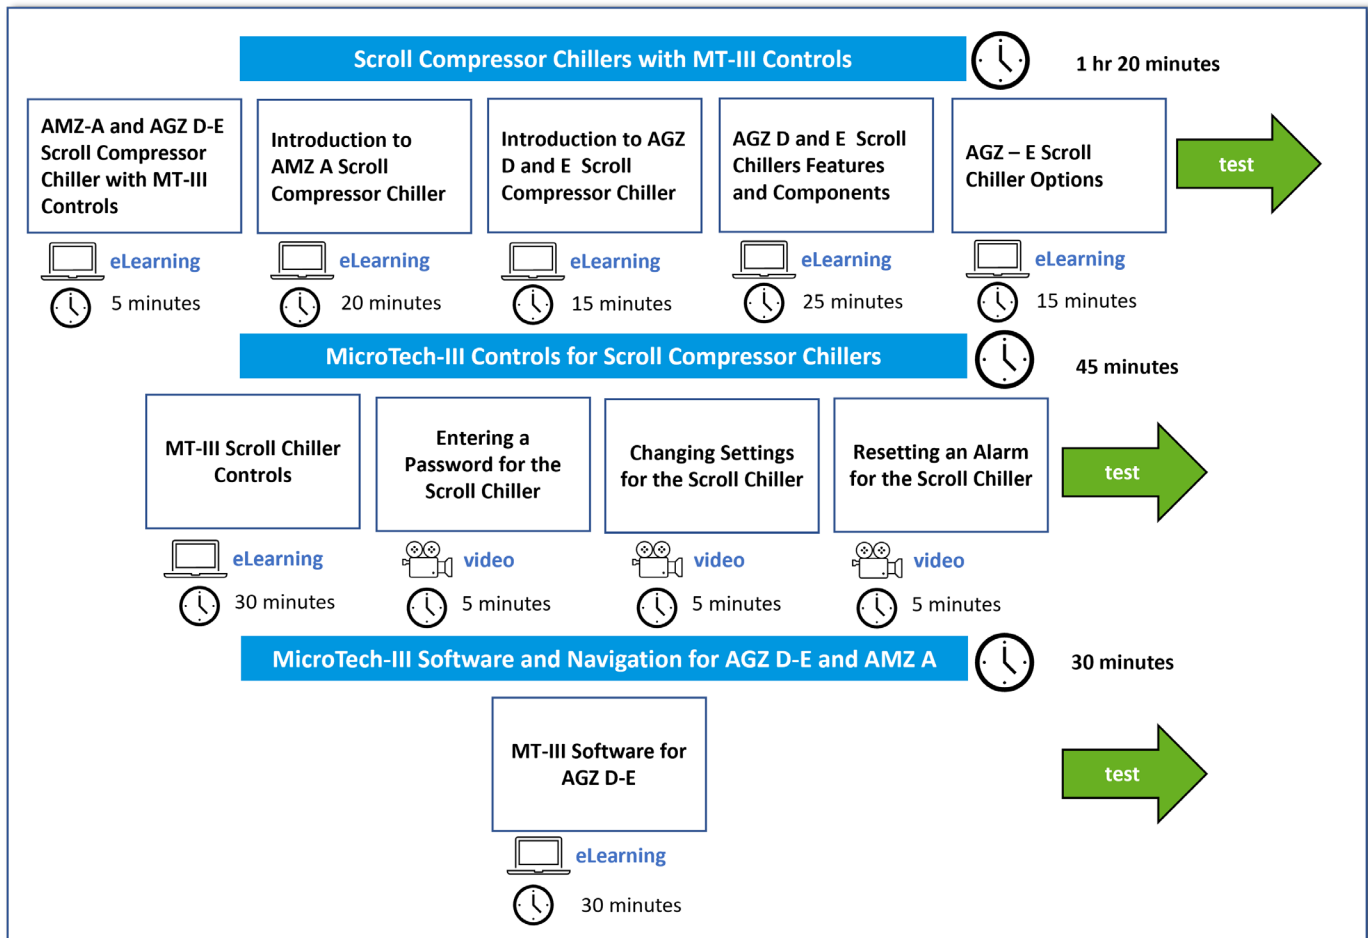 Scroll Compressor Chillers with MT-III Controls
1 hr 20 minutes
AMZ-A and AGZ D-E
Scroll Compressor
Chiller with MT-III
Controls
Introduction to
AMZ A Scroll
Compressor Chiller
Introduction to AGZ
D and E  Scroll
Compressor Chiller
AGZ D and E  Scroll
Chillers Features
and Components
AGZ – E Scroll
Chiller Options
test
eLearning
5 minutes
eLearning
20 minutes
eLearning
15 minutes
eLearning
25 minutes
eLearning
15 minutes
MicroTech-III Controls for Scroll Compressor Chillers
45 minutes
MT-III Scroll Chiller
Controls
Entering a
Password for the
Scroll Chiller
Changing Settings
for the Scroll Chiller
Resetting an Alarm
for the Scroll Chiller
test
eLearning
30 minutes
video
5 minutes
video
5 minutes
video
5 minutes
MicroTech-III Software and Navigation for AGZ D-E and AMZ A
30 minutes
MT-III Software for
AGZ D-E
test
eLearning
30 minutes